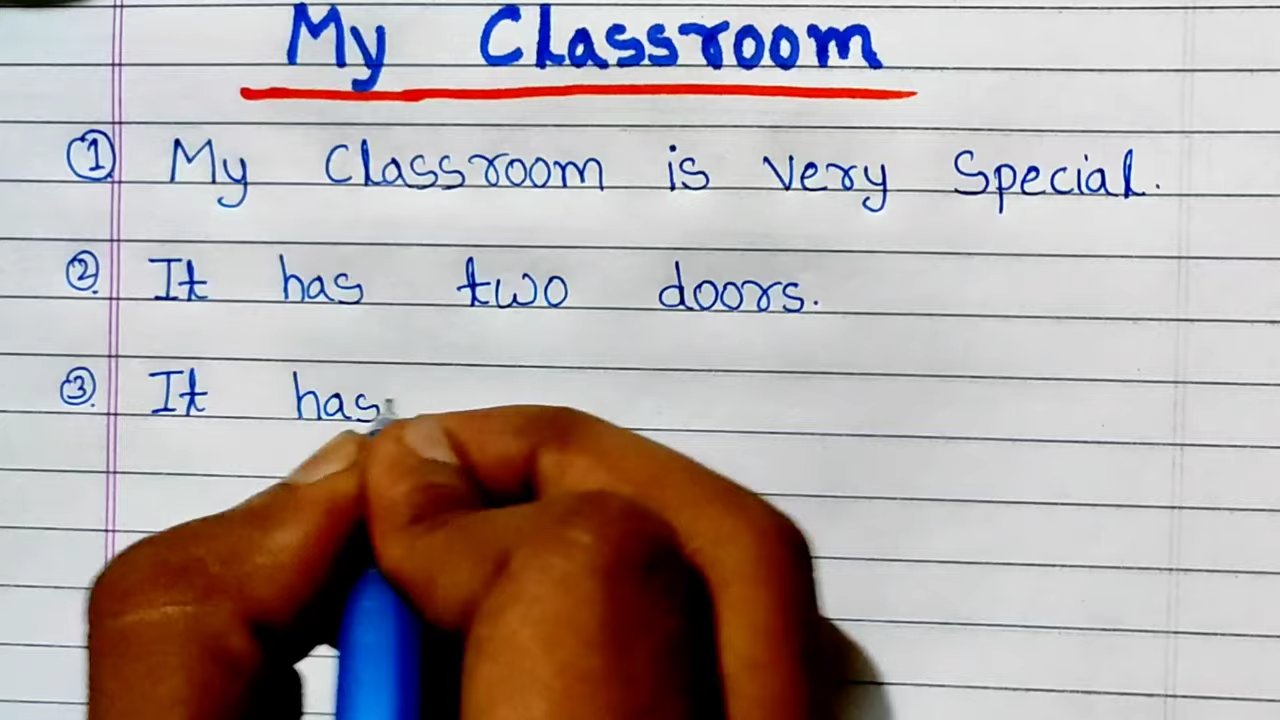 My Classroom
① My Classroom is Very Special.
② It has two doors.
③ It has